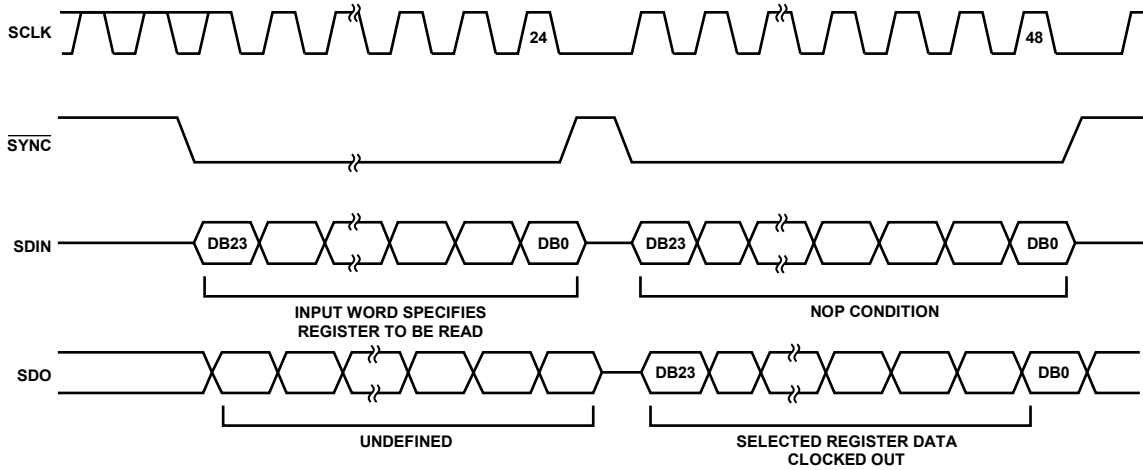 SCLK
24
48
SYNC
SDIN
DB23
DB0
DB23
DB0
INPUT WORD SPECIFIES
REGISTER TO BE READ
NOP CONDITION
SDO
DB23
DB0
UNDEFINED
SELECTED REGISTER DATA
CLOCKED OUT